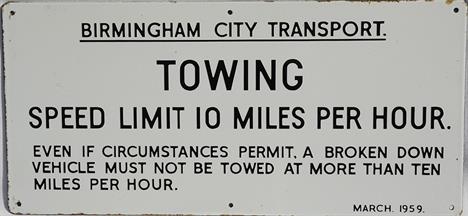 BIRMINGHAM CITY TRANSPORT.
TOWING
SPEED LIMIT 10 MILES PER HOUR.
EVEN IF CIRCUMSTANCES PERMIT, A BROKEN DOWN
VEHICLE MUST NOT BE TOWED AT MORE THAN TEN
MILES PER HOUR.
MARCH. 1959.